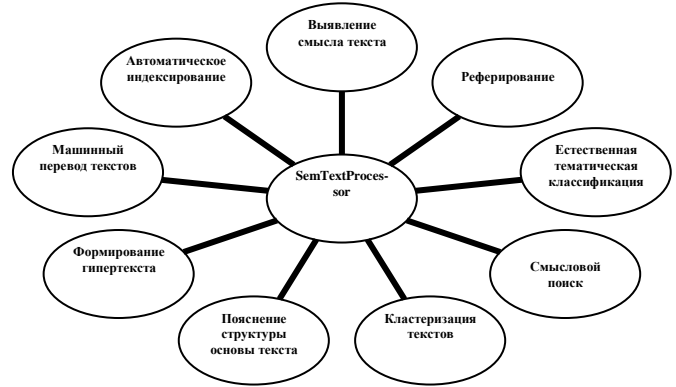 Выявление
смысла текста
Автоматическое
индексирование
Реферирование
Машинный
перевод текстов
SemTextProces-
sor
Естественная
тематическая
классификация
Формирование
гипертекста
Смысловой
поиск
Пояснение
структуры
основы текста
Кластеризация
текстов